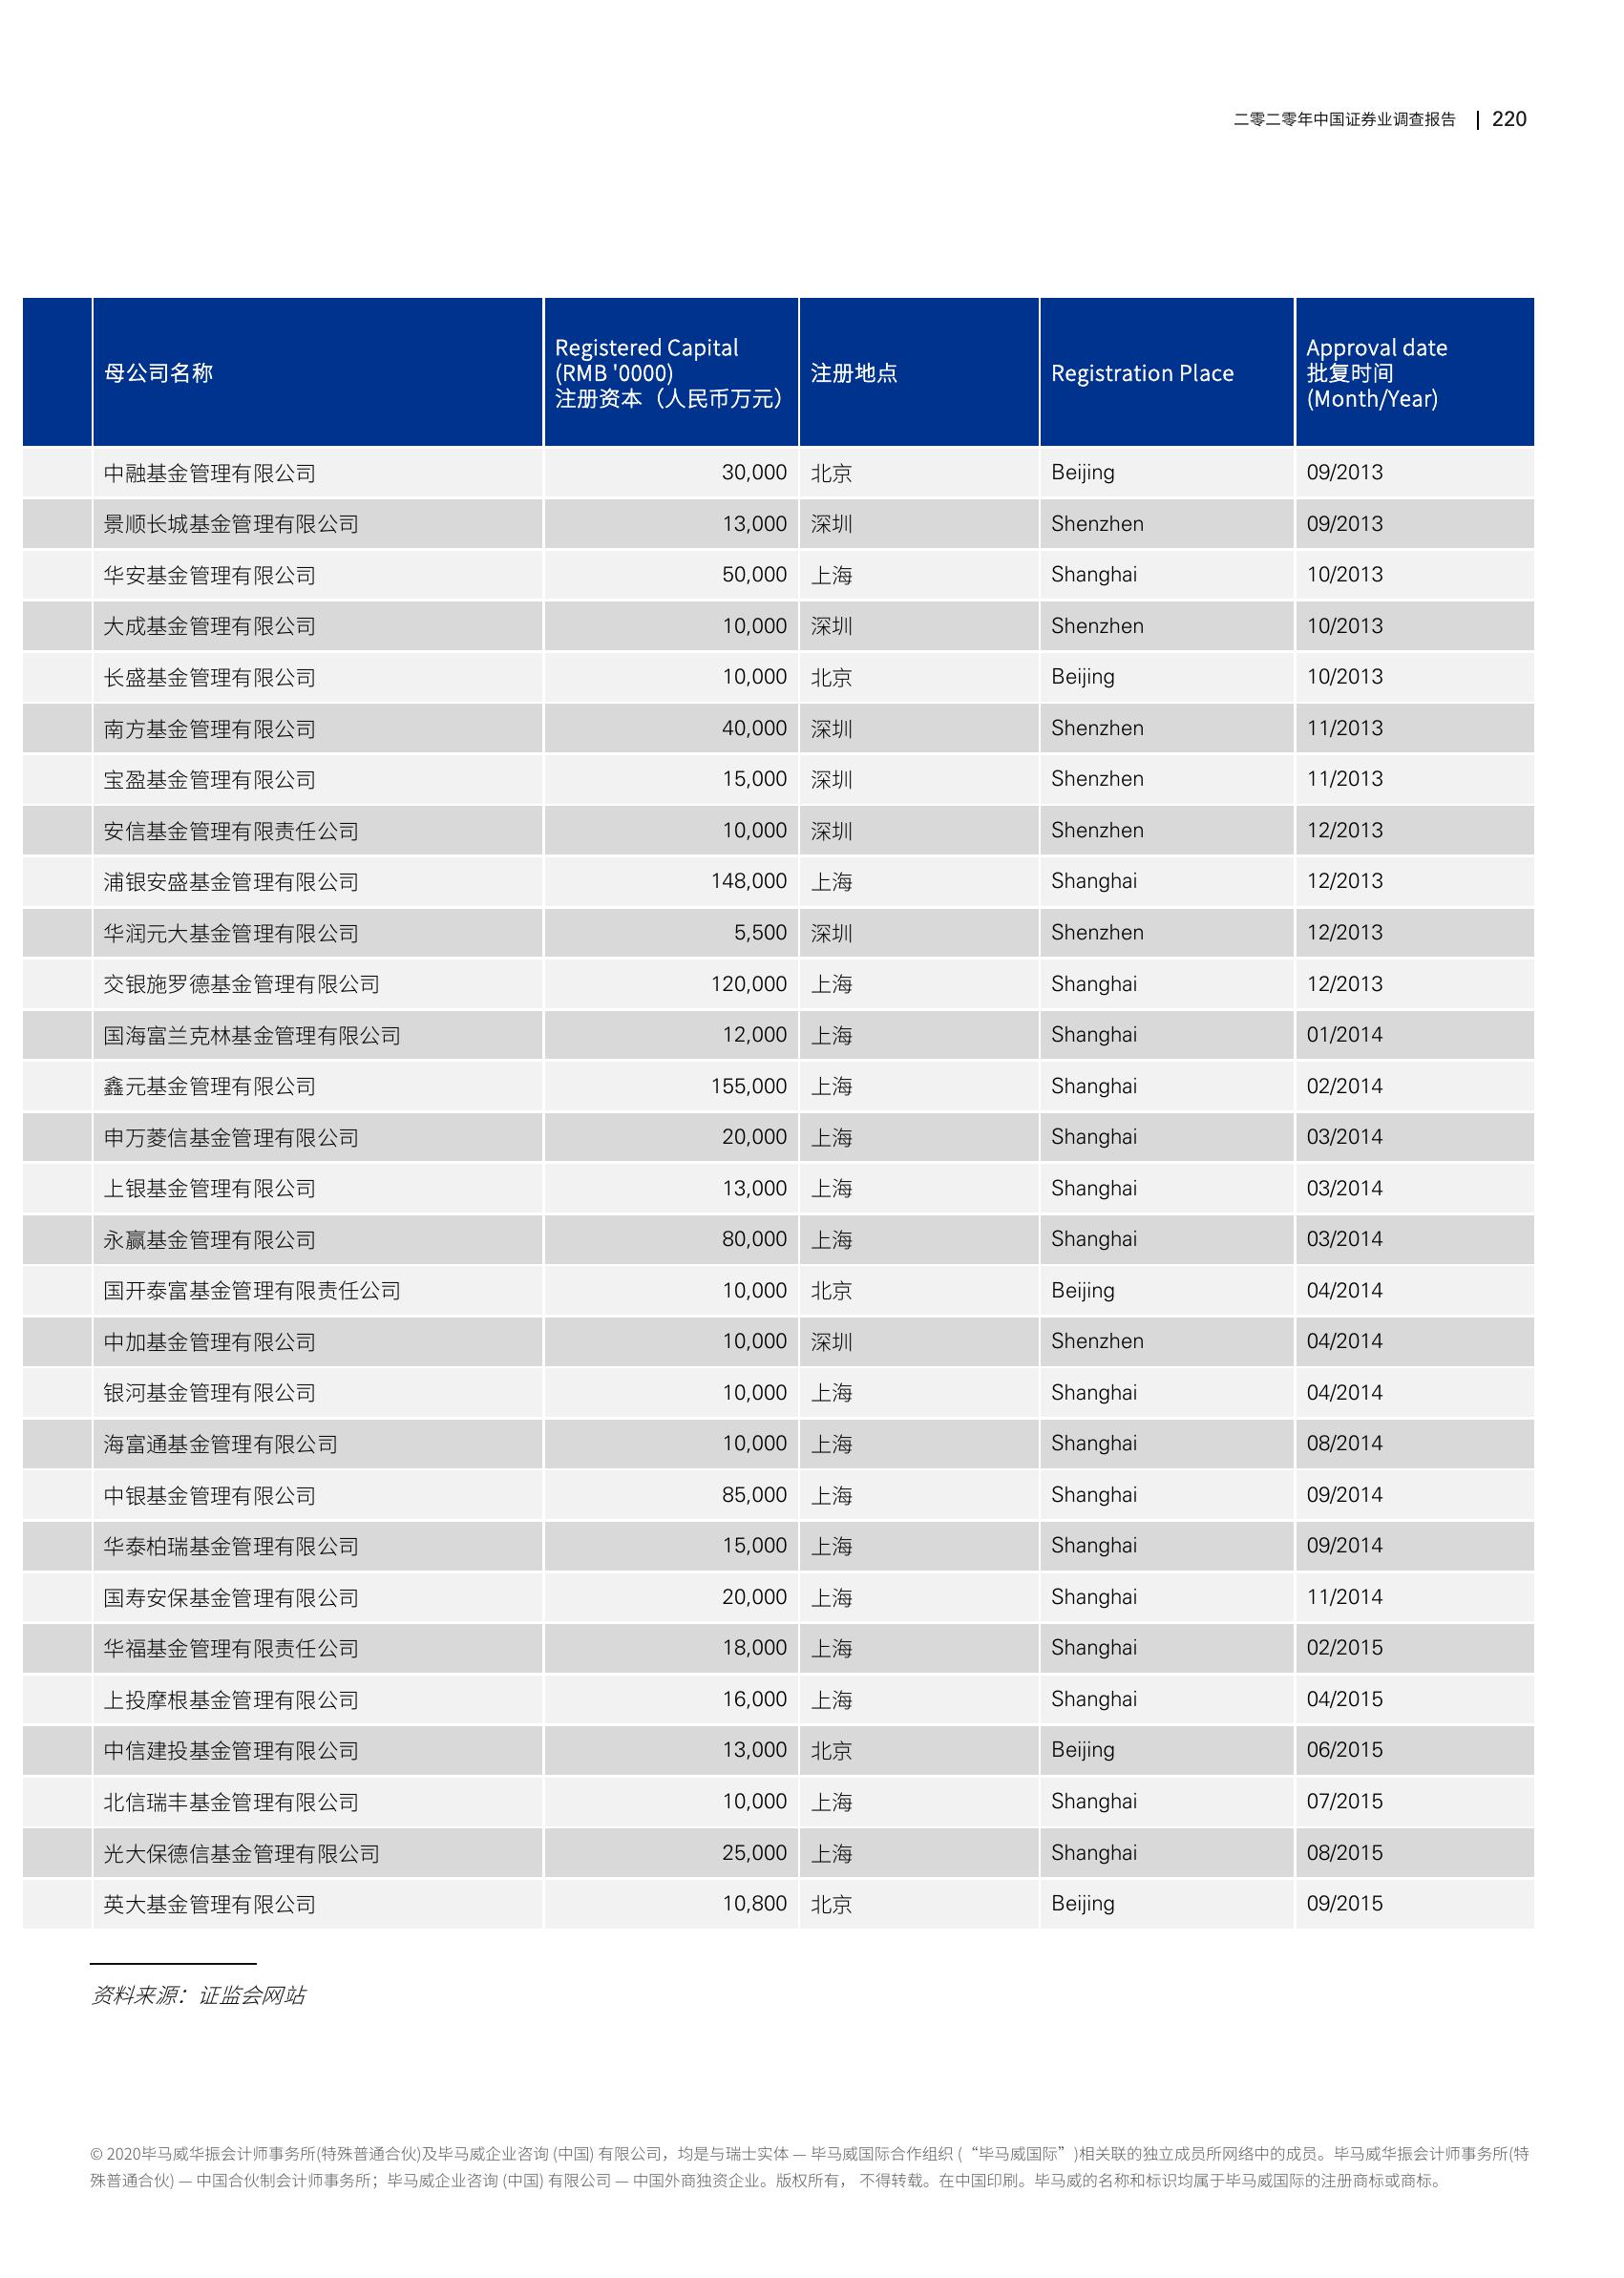 二零二零年中国证券业调查报告 | 220
母公司名称 Registered Capital (RMB '0000) 注册资本（人民币万元） 注册地点 Registration Place Approval date 批复时间 (Month/Year)
中融基金管理有限公司 30,000 北京 Beijing 09/2013
景顺长城基金管理有限公司 13,000 深圳 Shenzhen 09/2013
华安基金管理有限公司 50,000 上海 Shanghai 10/2013
大成基金管理有限公司 10,000 深圳 Shenzhen 10/2013
长盛基金管理有限公司 10,000 北京 Beijing 10/2013
南方基金管理有限公司 40,000 深圳 Shenzhen 11/2013
宝盈基金管理有限公司 15,000 深圳 Shenzhen 11/2013
安信基金管理有限责任公司 10,000 深圳 Shenzhen 12/2013
浦银安盛基金管理有限公司 148,000 上海 Shanghai 12/2013
华润元大基金管理有限公司 5,500 深圳 Shenzhen 12/2013
交银施罗德基金管理有限公司 120,000 上海 Shanghai 12/2013
国海富兰克林基金管理有限公司 12,000 上海 Shanghai 01/2014
鑫元基金管理有限公司 155,000 上海 Shanghai 02/2014
申万菱信基金管理有限公司 20,000 上海 Shanghai 03/2014
上银基金管理有限公司 13,000 上海 Shanghai 03/2014
永赢基金管理有限公司 80,000 上海 Shanghai 03/2014
国开泰富基金管理有限责任公司 10,000 北京 Beijing 04/2014
中加基金管理有限公司 10,000 深圳 Shenzhen 04/2014
银河基金管理有限公司 10,000 上海 Shanghai 04/2014
海富通基金管理有限公司 10,000 上海 Shanghai 08/2014
中银基金管理有限公司 85,000 上海 Shanghai 09/2014
华泰柏瑞基金管理有限公司 15,000 上海 Shanghai 09/2014
国寿安保基金管理有限公司 20,000 上海 Shanghai 11/2014
华福基金管理有限责任公司 18,000 上海 Shanghai 02/2015
上投摩根基金管理有限公司 16,000 上海 Shanghai 04/2015
中信建投基金管理有限公司 13,000 北京 Beijing 06/2015
北信瑞丰基金管理有限公司 10,000 上海 Shanghai 07/2015
光大保德信基金管理有限公司 25,000 上海 Shanghai 08/2015
英大基金管理有限公司 10,800 北京 Beijing 09/2015
资料来源：证监会网站
© 2020毕马威华振会计师事务所(特殊普通合伙)及毕马威企业咨询 (中国) 有限公司，均是与瑞士实体 — 毕马威国际合作组织 (“毕马威国际”)相关联的独立成员所网络中的成员。毕马威华振会计师事务所(特
殊普通合伙) — 中国合伙制会计师事务所；毕马威企业咨询 (中国) 有限公司 — 中国外商独资企业。版权所有， 不得转载。在中国印刷。毕马威的名称和标识均属于毕马威国际的注册商标或商标。